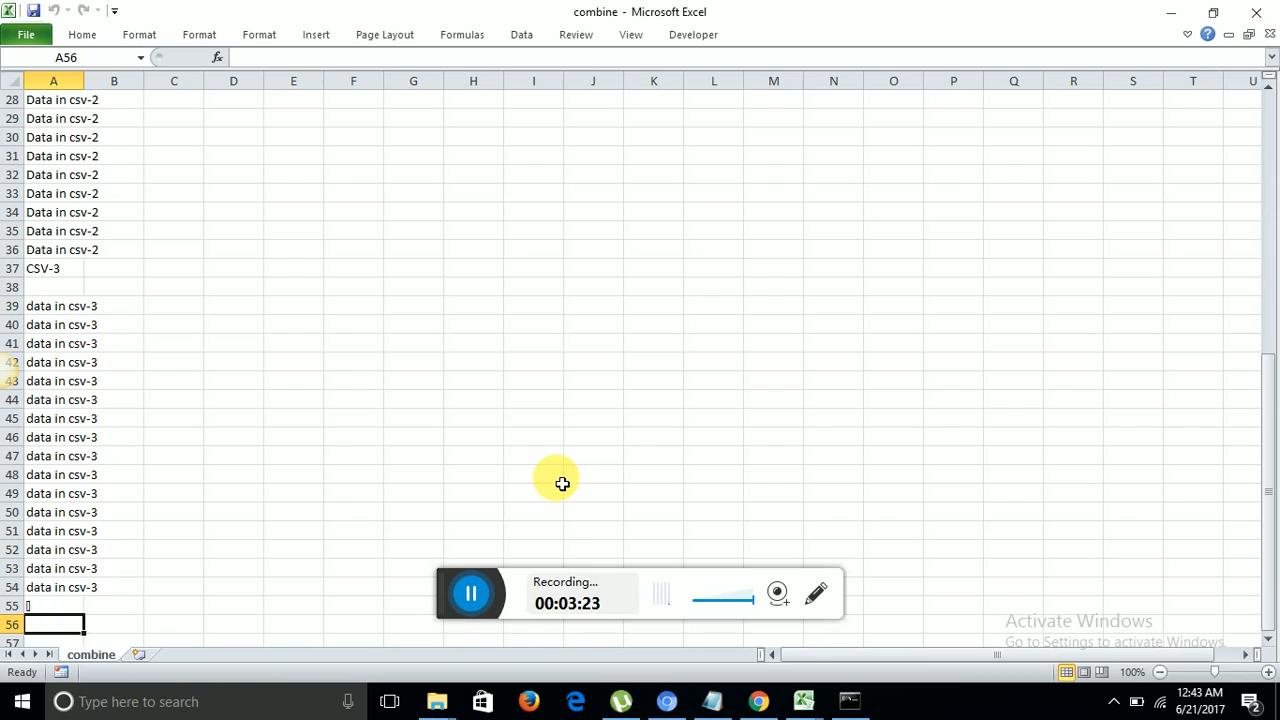 combine - Microsoft Excel
File Home Format Format Format Insert Page Layout Formulas Data Review View Developer
A56 fx
A B C D E F G H I J K L M N O P Q R S T U
28 Data in csv-2
29 Data in csv-2
30 Data in csv-2
31 Data in csv-2
32 Data in csv-2
33 Data in csv-2
34 Data in csv-2
35 Data in csv-2
36 Data in csv-2
37 CSV-3
38
39 data in csv-3
40 data in csv-3
41 data in csv-3
42 data in csv-3
43 data in csv-3
44 data in csv-3
45 data in csv-3
46 data in csv-3
47 data in csv-3
48 data in csv-3
49 data in csv-3
50 data in csv-3
51 data in csv-3
52 data in csv-3
53 data in csv-3
54 data in csv-3
55
56
57
Recording...
00:03:23
Activate Windows
Go to Settings to activate Windows.
combine
Ready 100%
Type here to search
12:43 AM
6/21/2017
2